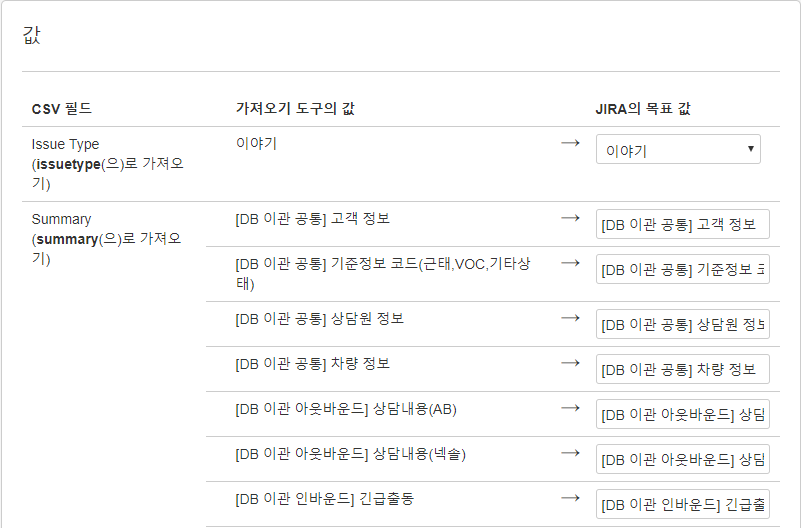 값
CSV 필드 가져오기 도구의 값 JIRA의 목표 값
Issue Type 이야기 → 이야기
(issuetype(으)로 가져오
기)
Summary [DB 이관 공통] 고객 정보 → [DB 이관 공통] 고객 정보
(summary(으)로 가져오
기)
[DB 이관 공통] 기준정보 코드(근태,VOC,기타상 → [DB 이관 공통] 기준정보 코
태)
[DB 이관 공통] 상담원 정보 → [DB 이관 공통] 상담원 정보
[DB 이관 공통] 차량 정보 → [DB 이관 공통] 차량 정보
[DB 이관 아웃바운드] 상담내용(AB) → [DB 이관 아웃바운드] 상담
[DB 이관 아웃바운드] 상담내용(넥솔) → [DB 이관 아웃바운드] 상담
[DB 이관 인바운드] 긴급출동 → [DB 이관 인바운드] 긴급출